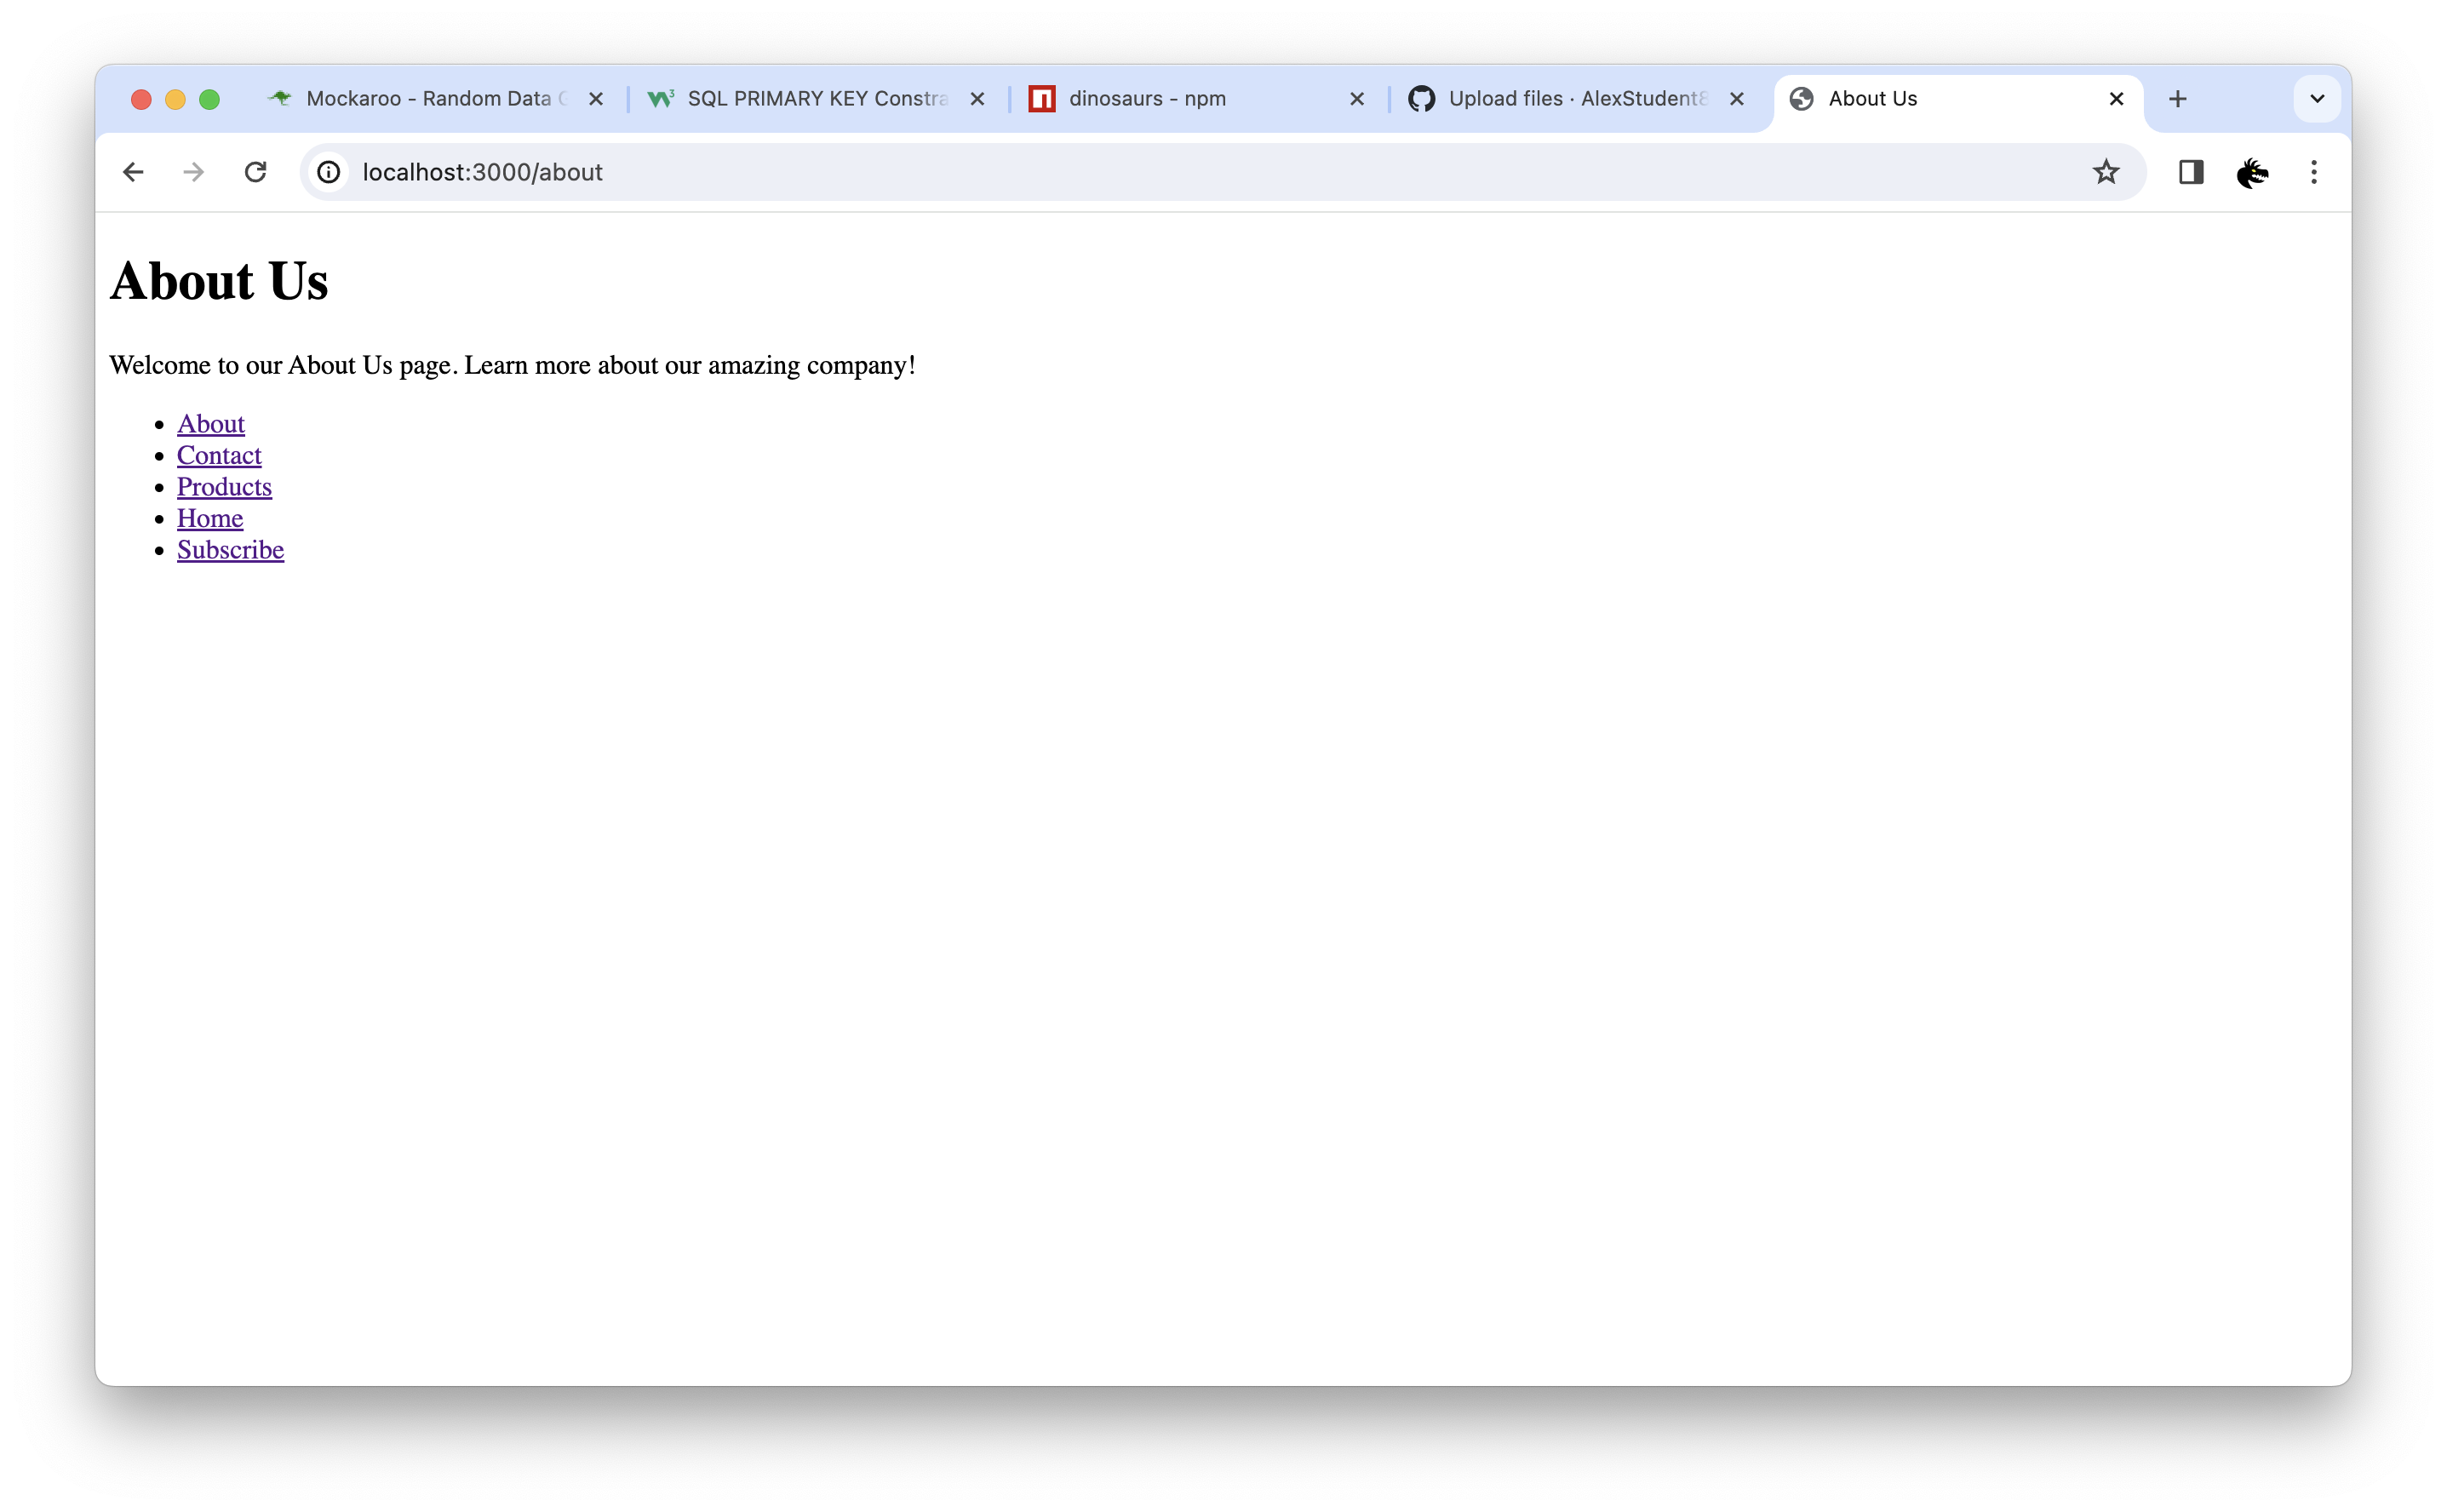 Mockaroo - Random Data
SQL PRIMARY KEY Constra
dinosaurs - npm
Upload files · AlexStudent8
About Us
localhost:3000/about
About Us
Welcome to our About Us page. Learn more about our amazing company!
• About
• Contact
• Products
• Home
• Subscribe